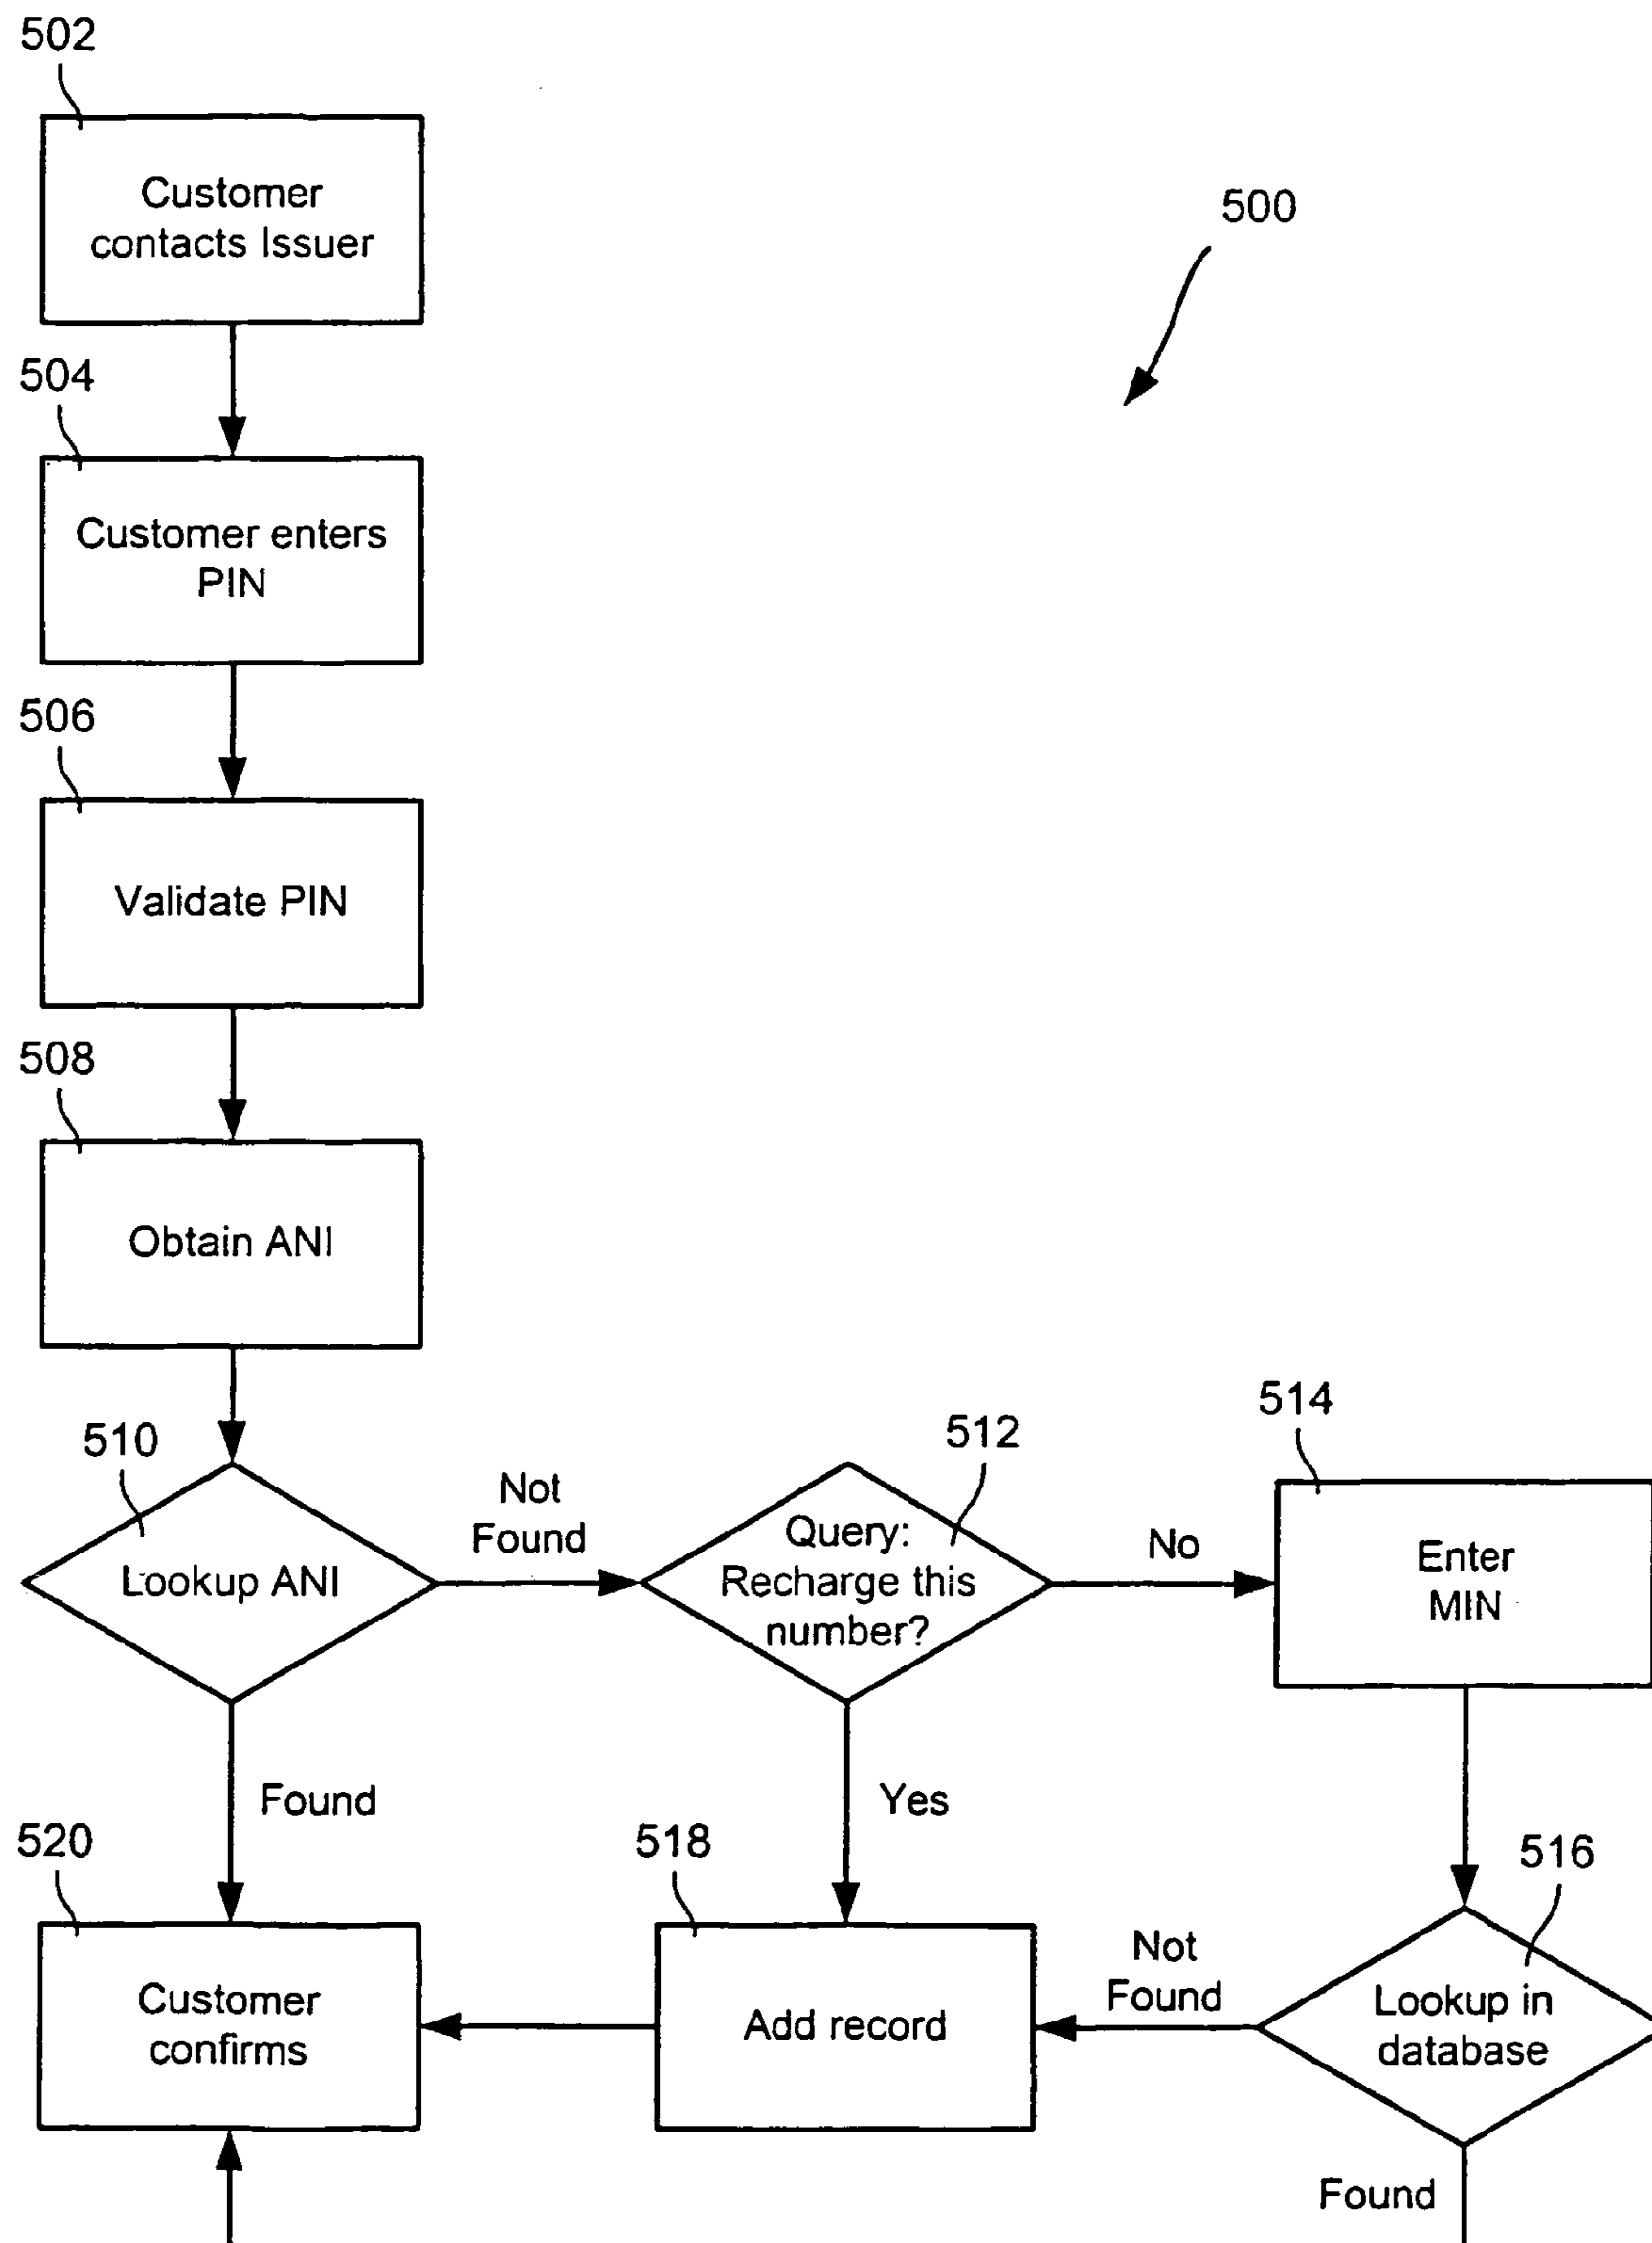 502
Customer
contacts Issuer
500
504
Customer enters
PIN
506
Validate PIN
508
Obtain ANI
510
Lookup ANI
Not
Found
512
Query:
Recharge this
number?
No
514
Enter
MIN
Found
Yes
520
Customer
confirms
518
Add record
Not
Found
516
Lookup in
database
Found